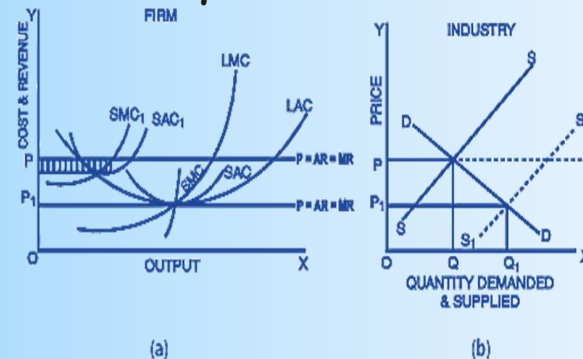 FIRM
Y
COST & REVENUE
LMC
LAC
SMC₁
SAC₁
P
P = AR = MR
SMC
SAC
P₁
P = AR = MR
O
OUTPUT
X
(a)
INDUSTRY
Y
PRICE
S
D
S
P
P₁
S
S₁
D
O
Q
Q₁
X
QUANTITY DEMANDED
& SUPPLIED
(b)